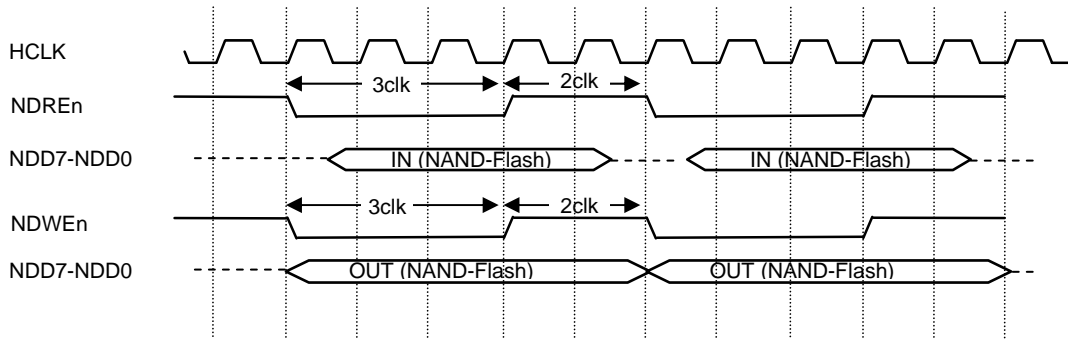 HCLK
3clk 2clk
NDREn
NDD7-NDD0 IN (NAND-Flash) IN (NAND-Flash)
3clk 2clk
NDWEn
NDD7-NDD0 OUT (NAND-Flash) OUT (NAND-Flash)